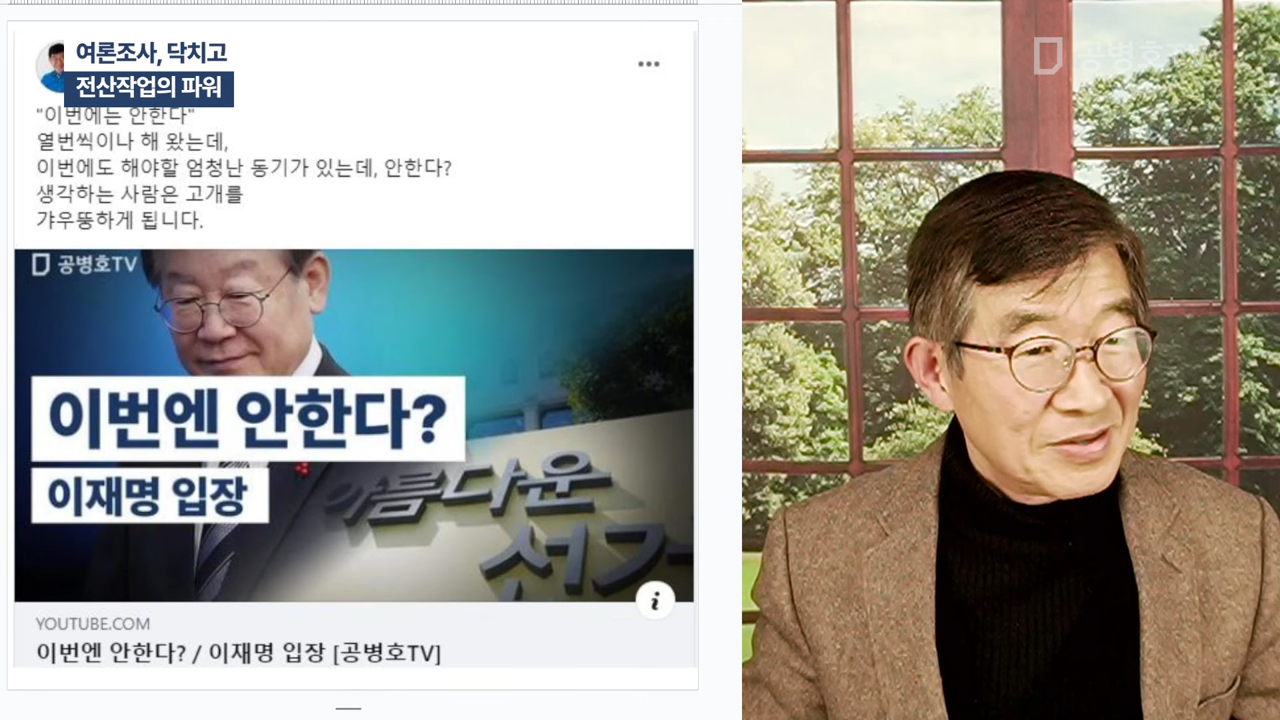 여론조사, 닥치고
전산작업의 파워
"이번에는 안한다"
열번씩이나 해 왔는데,
이번에도 해야할 엄청난 동기가 있는데, 안한다?
생각하는 사람은 고개를
갸우뚱하게 됩니다.
공병호TV
이번엔 안한다?
이재명 입장
아름다운
선거
YOUTUBE.COM
이번엔 안한다? / 이재명 입장 [공병호TV]
공병호TV